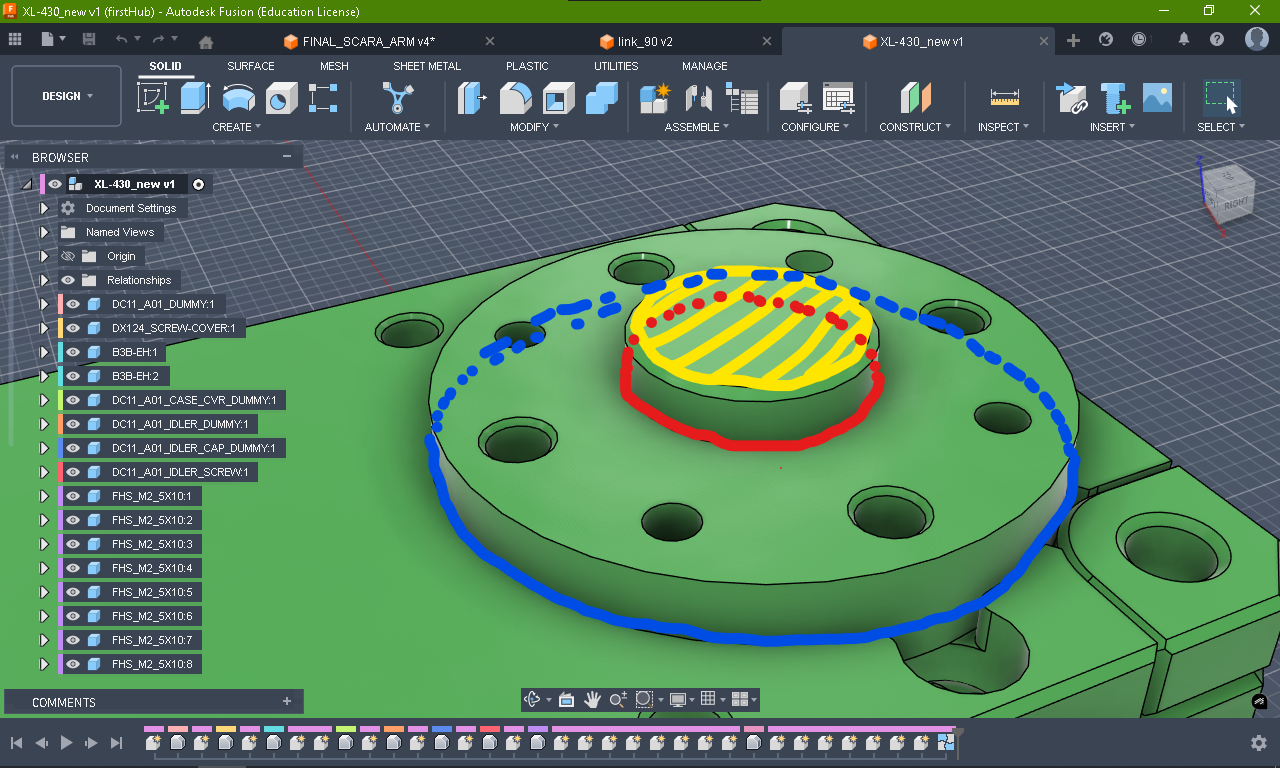 XL-430_new v1 (firstHub) - Autodesk Fusion (Education License)
FINAL_SCARA_ARM v4*
link_90 v2
XL-430_new v1
SOLID SURFACE MESH SHEET METAL PLASTIC UTILITIES MANAGE
DESIGN
CREATE AUTOMATE MODIFY ASSEMBLE CONFIGURE CONSTRUCT INSPECT INSERT SELECT
BROWSER
XL-430_new v1
Document Settings
Named Views
Origin
Relationships
DC11_A01_DUMMY:1
DX124_SCREW-COVER:1
B3B-EH:1
B3B-EH:2
DC11_A01_CASE_CVR_DUMMY:1
DC11_A01_IDLER_DUMMY:1
DC11_A01_IDLER_CAP_DUMMY:1
DC11_A01_IDLER_SCREW:1
FHS_M2_5X10:1
FHS_M2_5X10:2
FHS_M2_5X10:3
FHS_M2_5X10:4
FHS_M2_5X10:5
FHS_M2_5X10:6
FHS_M2_5X10:7
FHS_M2_5X10:8
COMMENTS
Z
RIGHT